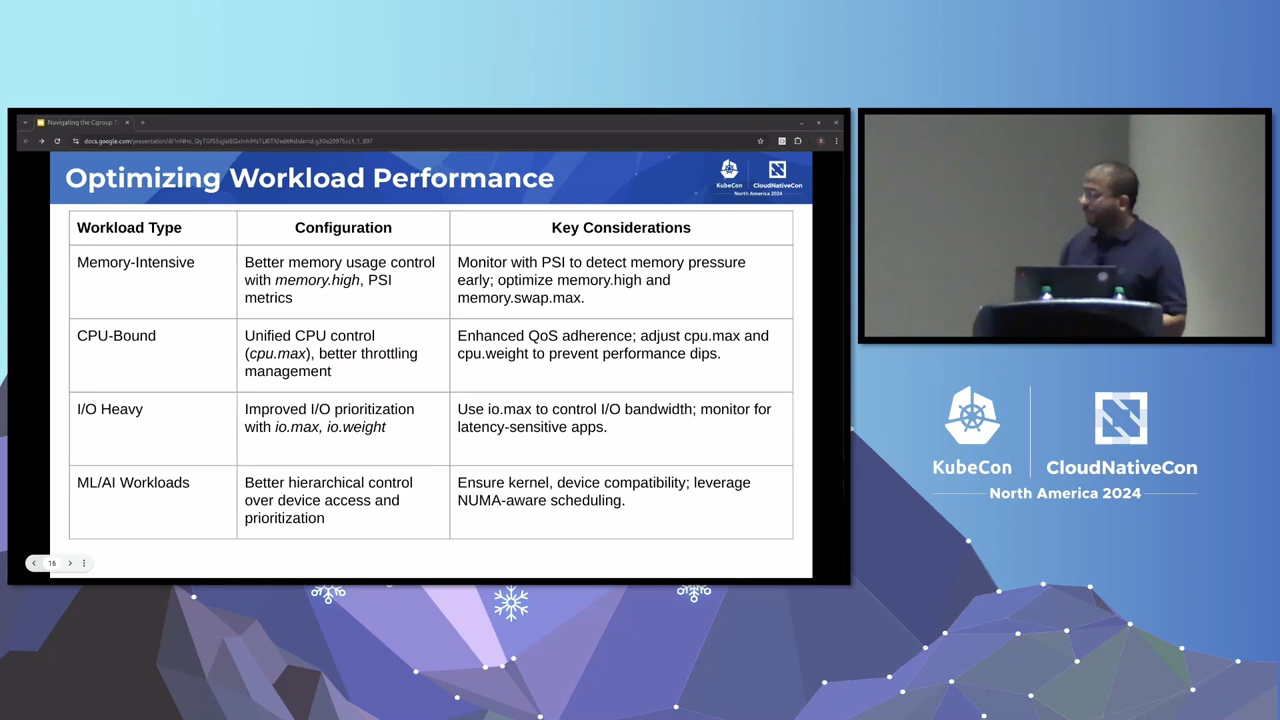 Navigating the Cgroup
Optimizing Workload Performance
KubeCon
CloudNativeCon
North America 2024
Workload Type
Configuration
Key Considerations
Memory-Intensive
Better memory usage control
with memory.high, PSI
metrics
Monitor with PSI to detect memory pressure
early; optimize memory.high and
memory.swap.max.
CPU-Bound
Unified CPU control
(cpu.max), better throttling
management
Enhanced QoS adherence; adjust cpu.max and
cpu.weight to prevent performance dips.
I/O Heavy
Improved I/O prioritization
with io.max, io.weight
Use io.max to control I/O bandwidth; monitor for
latency-sensitive apps.
ML/AI Workloads
Better hierarchical control
over device access and
prioritization
Ensure kernel, device compatibility; leverage
NUMA-aware scheduling.
16
KubeCon
CloudNativeCon
North America 2024